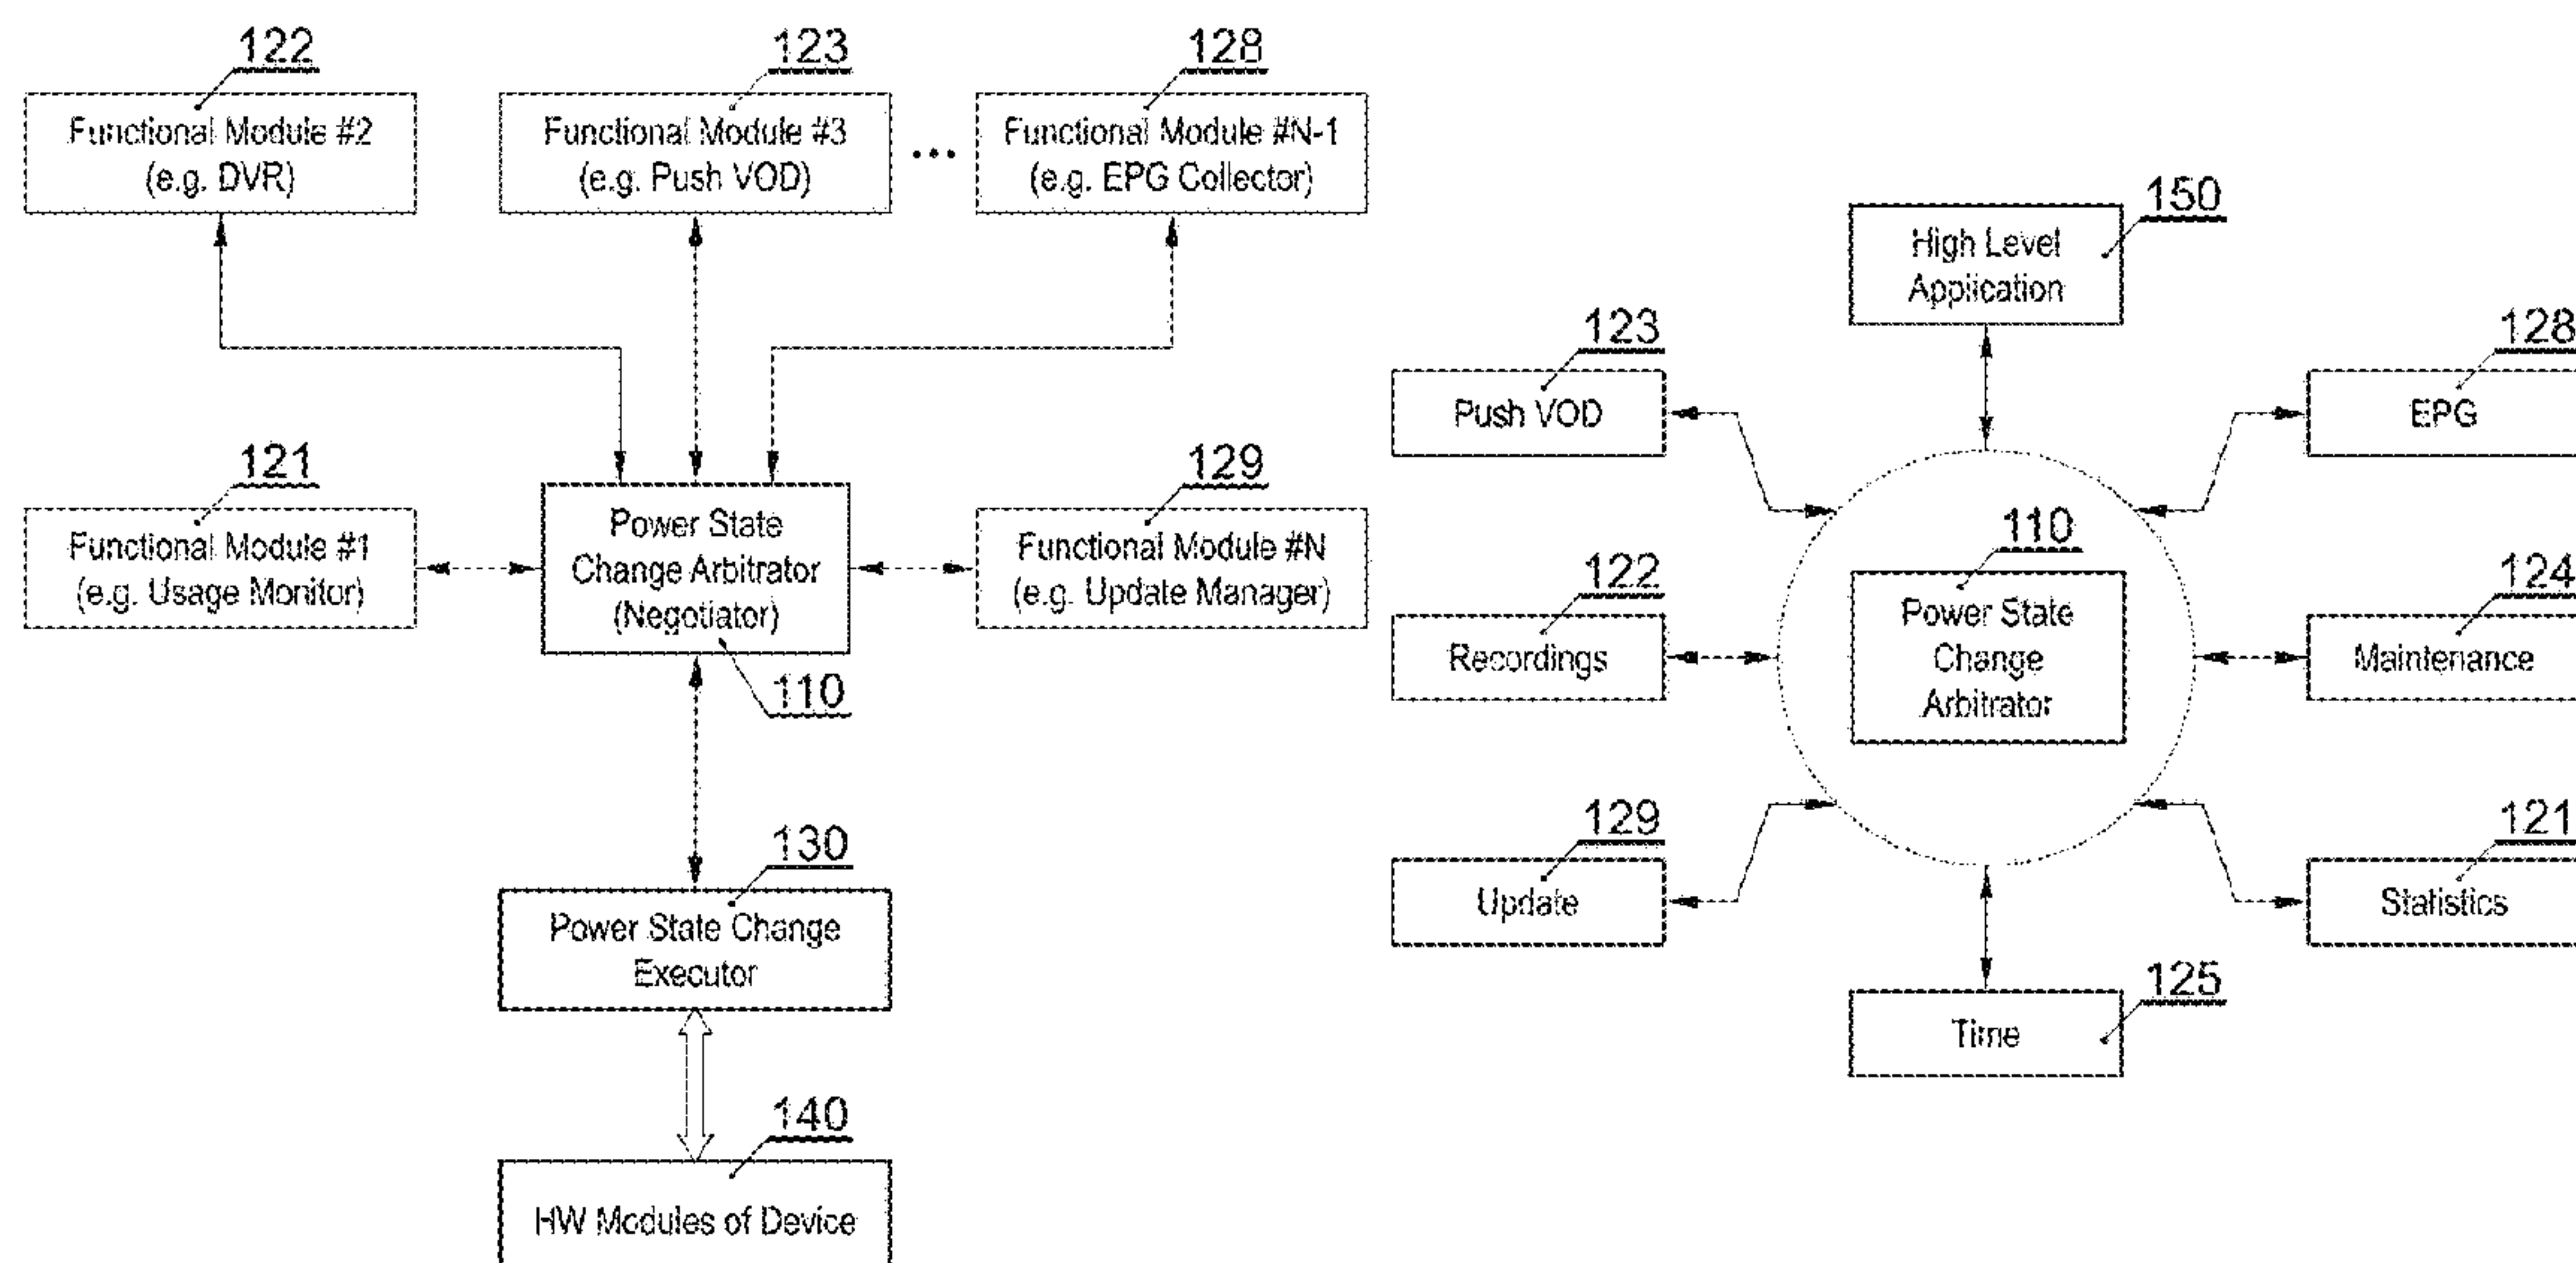 122
Functional Module #2
(e.g. DVR)
123
Functional Module #3
(e.g. Push VOD)
...
128
Functional Module #N-1
(e.g. EPG Collector)
121
Functional Module #1
(e.g. Usage Monitor)
Power State
Change Arbitrator
(Negotiator)
110
129
Functional Module #N
(e.g. Update Manager)
130
Power State Change
Executor
140
HW Modules of Device
150
High Level
Application
123
Push VOD
128
EPG
122
Recordings
110
Power State
Change
Arbitrator
124
Maintenance
129
Update
121
Statistics
125
Time